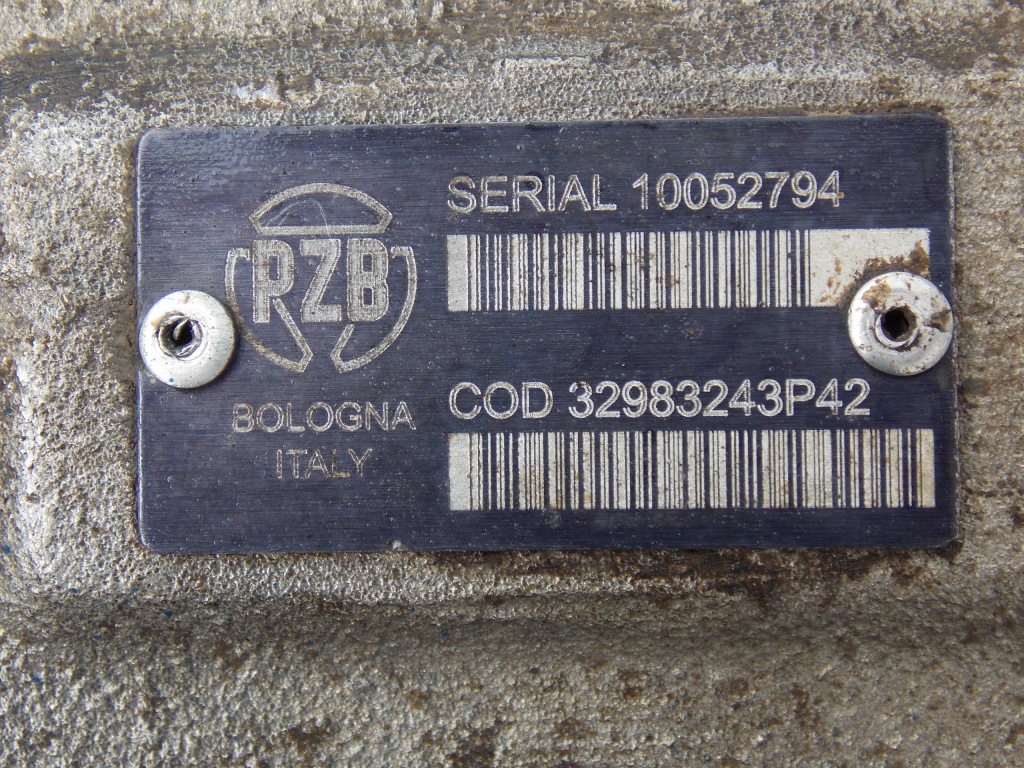 PZB
BOLOGNA
ITALY
SERIAL 10052794
COD 32983243P42